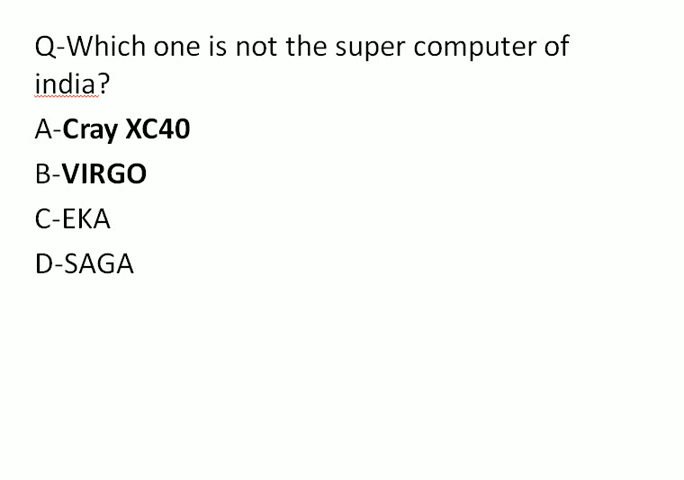 Q-Which one is not the super computer of
india?
A-Cray XC40
B-VIRGO
C-EKA
D-SAGA